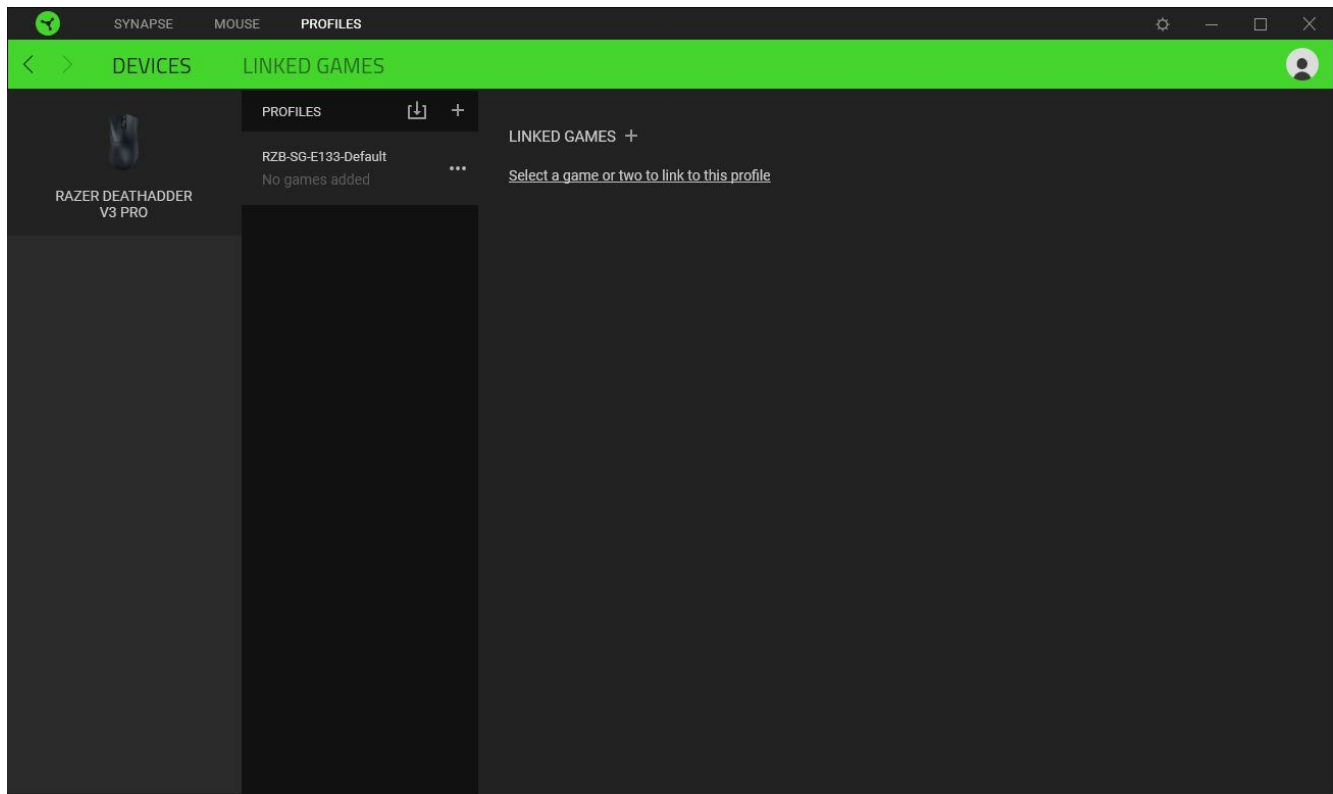 SYNAPSE MOUSE PROFILES
DEVICES LINKED GAMES
RAZER DEATHADDER
V3 PRO
PROFILES
RZB-SG-E133-Default
No games added
LINKED GAMES
Select a game or two to link to this profile